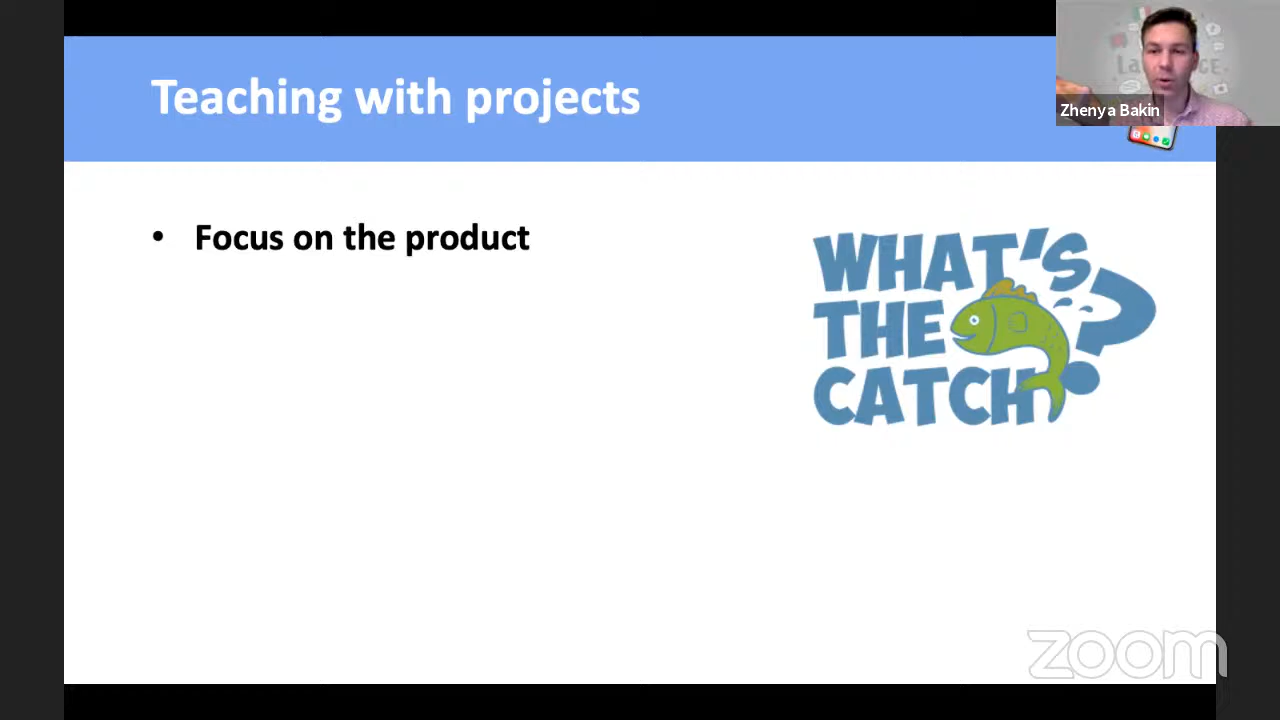 Teaching with projects
Zhenya Bakin
• Focus on the product
WHAT'S
THE
CATCH?
zoom